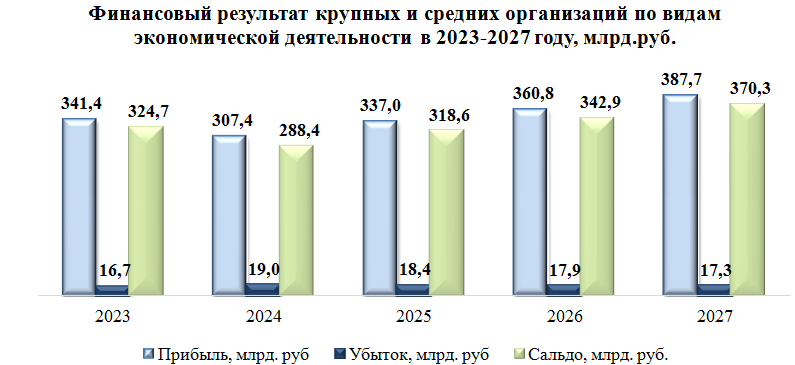 Финансовый результат крупных и средних организаций по видам
экономической деятельности в 2023-2027 году, млрд.руб.
341,4 324,7 307,4 288,4 337,0 318,6 360,8 342,9 387,7 370,3
16,7 19,0 18,4 17,9 17,3
2023 2024 2025 2026 2027
Прибыль, млрд. руб Убыток, млрд. руб Сальдо, млрд. руб.